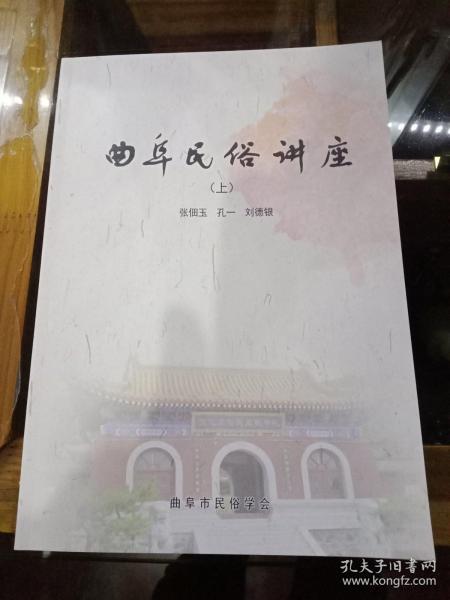 曲阜民俗讲座
（上）
张佃玉 孔一 刘德银
曲阜市民俗学会
孔夫子旧书网
www.kongfz.com